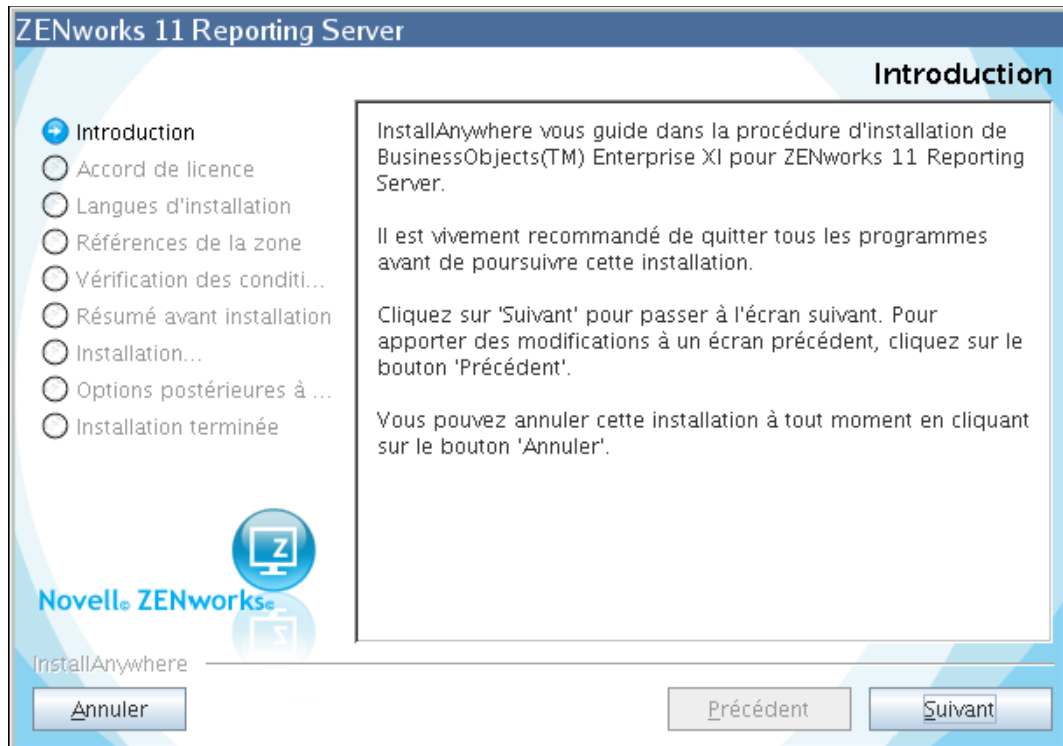 ZENworks 11 Reporting Server
Introduction
Introduction
Accord de licence
Langues d'installation
Références de la zone
Vérification des conditi...
Résumé avant installation
Installation...
Options postérieures à ...
Installation terminée
InstallAnywhere vous guide dans la procédure d'installation de
BusinessObjects(TM) Enterprise XI pour ZENworks 11 Reporting
Server.
Il est vivement recommandé de quitter tous les programmes
avant de poursuivre cette installation.
Cliquez sur 'Suivant' pour passer à l'écran suivant. Pour
apporter des modifications à un écran précédent, cliquez sur le
bouton 'Précédent'.
Vous pouvez annuler cette installation à tout moment en cliquant
sur le bouton 'Annuler'.
Z
Novell® ZENworks®
InstallAnywhere
Annuler
Précédent
Suivant